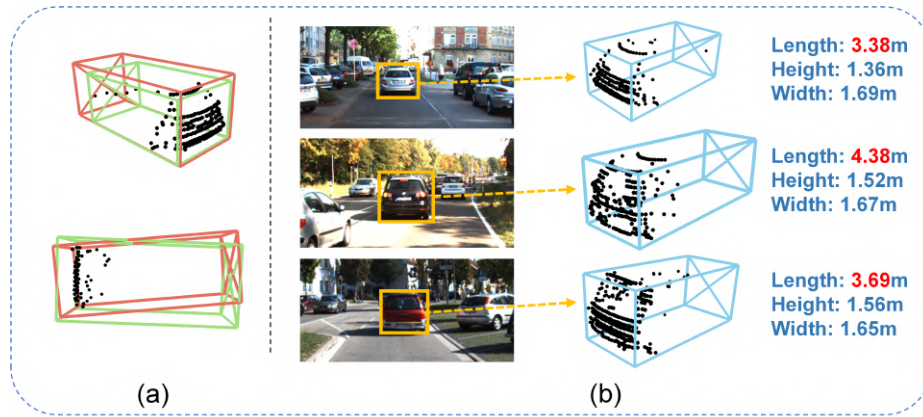 Length: 3.38m
Height: 1.36m
Width: 1.69m
Length: 4.38m
Height: 1.52m
Width: 1.67m
Length: 3.69m
Height: 1.56m
Width: 1.65m
(a)
(b)